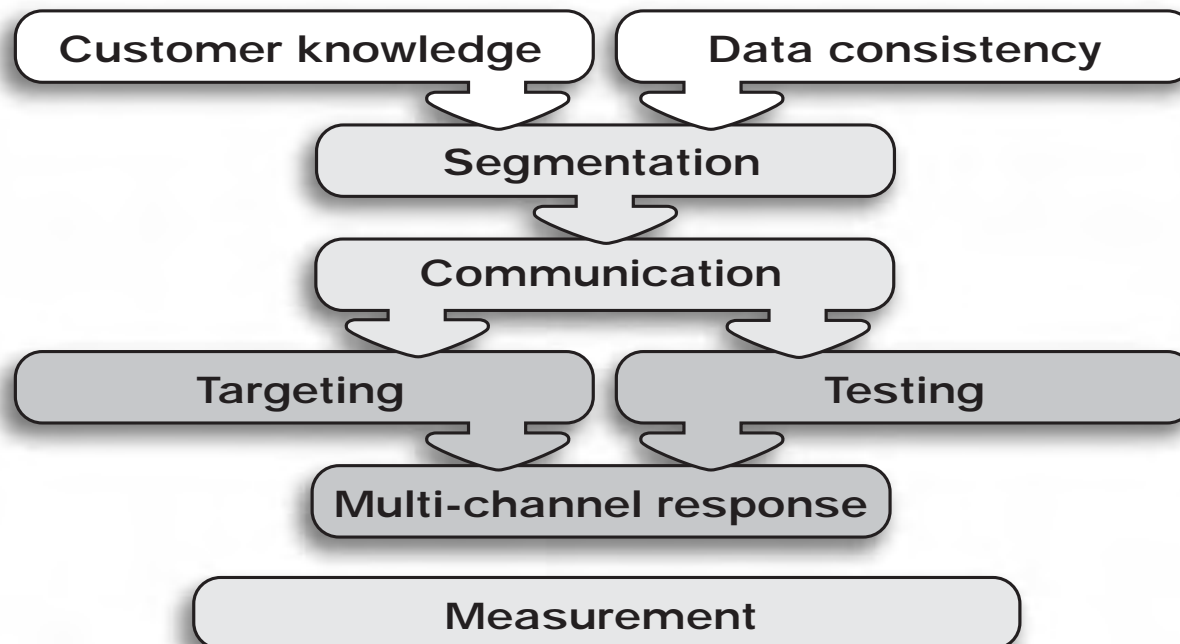 Customer knowledge
Data consistency
Segmentation
Communication
Targeting
Testing
Multi-channel response
Measurement